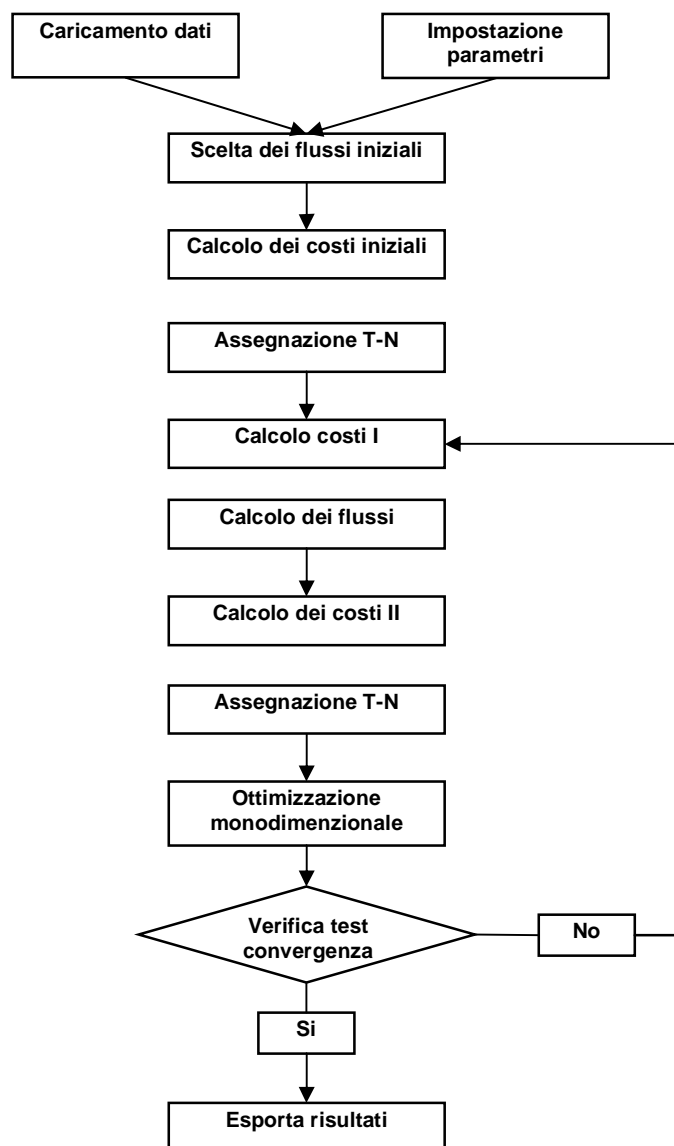 Caricamento dati
Impostazione
parametri
Scelta dei flussi iniziali
Calcolo dei costi iniziali
Assegnazione T-N
Calcolo costi I
Calcolo dei flussi
Calcolo dei costi II
Assegnazione T-N
Ottimizzazione
monodimenzionale
Verifica test
convergenza
No
Si
Esporta risultati